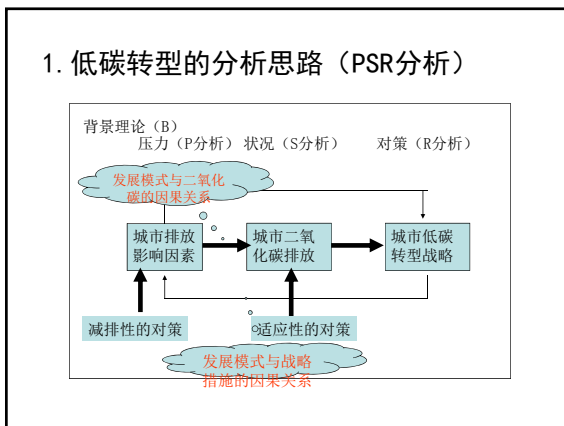 1. 低碳转型的分析思路（PSR分析）
背景理论（B）
压力（P分析） 状况（S分析） 对策（R分析）
发展模式与二氧化
碳的因果关系
城市排放
影响因素
城市二氧
化碳排放
城市低碳
转型战略
减排性的对策
适应性的对策
发展模式与战略
措施的因果关系